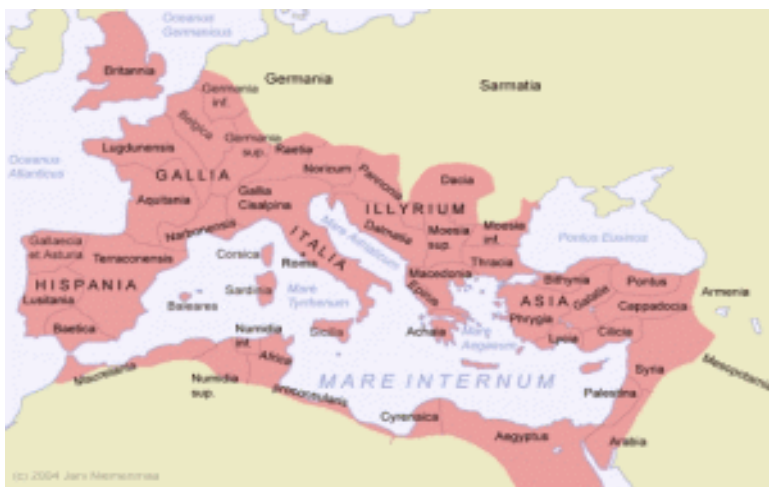 Oceanus
Germanicus
Britannia
Germania
Sarmatia
Germania
inf.
Belgica
Oceanus
Atlanticus
Lugdunensis
Germania
sup.
Raetia
Noricum
Pannonia
Dacia
GALLIA
Gallia
Cisalpina
Aquitania
ILLYRIUM
Narbonensis
Dalmatia
Moesia
sup.
Moesia
inf.
Pontus Euxinus
Gallaecia
et Asturia
Terraconensis
Corsica
Roma
ITALIA
Mare Adriaticum
Macedonia
Thracia
HISPANIA
Lusitania
Baetica
Baleares
Sardinia
Mare
Tyrrhenum
Epirus
Bithynia
Pontus
Armenia
ASIA
Galatia
Cappadocia
Phrygia
Lycia
Cilicia
Numidia
inf.
Sicilia
Achaia
Mare
Aegaeum
Mesopotamia
Syria
Africa
proconsularis
Numidia
sup.
MARE INTERNUM
Palestina
Cyrenaica
Aegyptus
Arabia
(c) 2004 Jani Niemenmaa